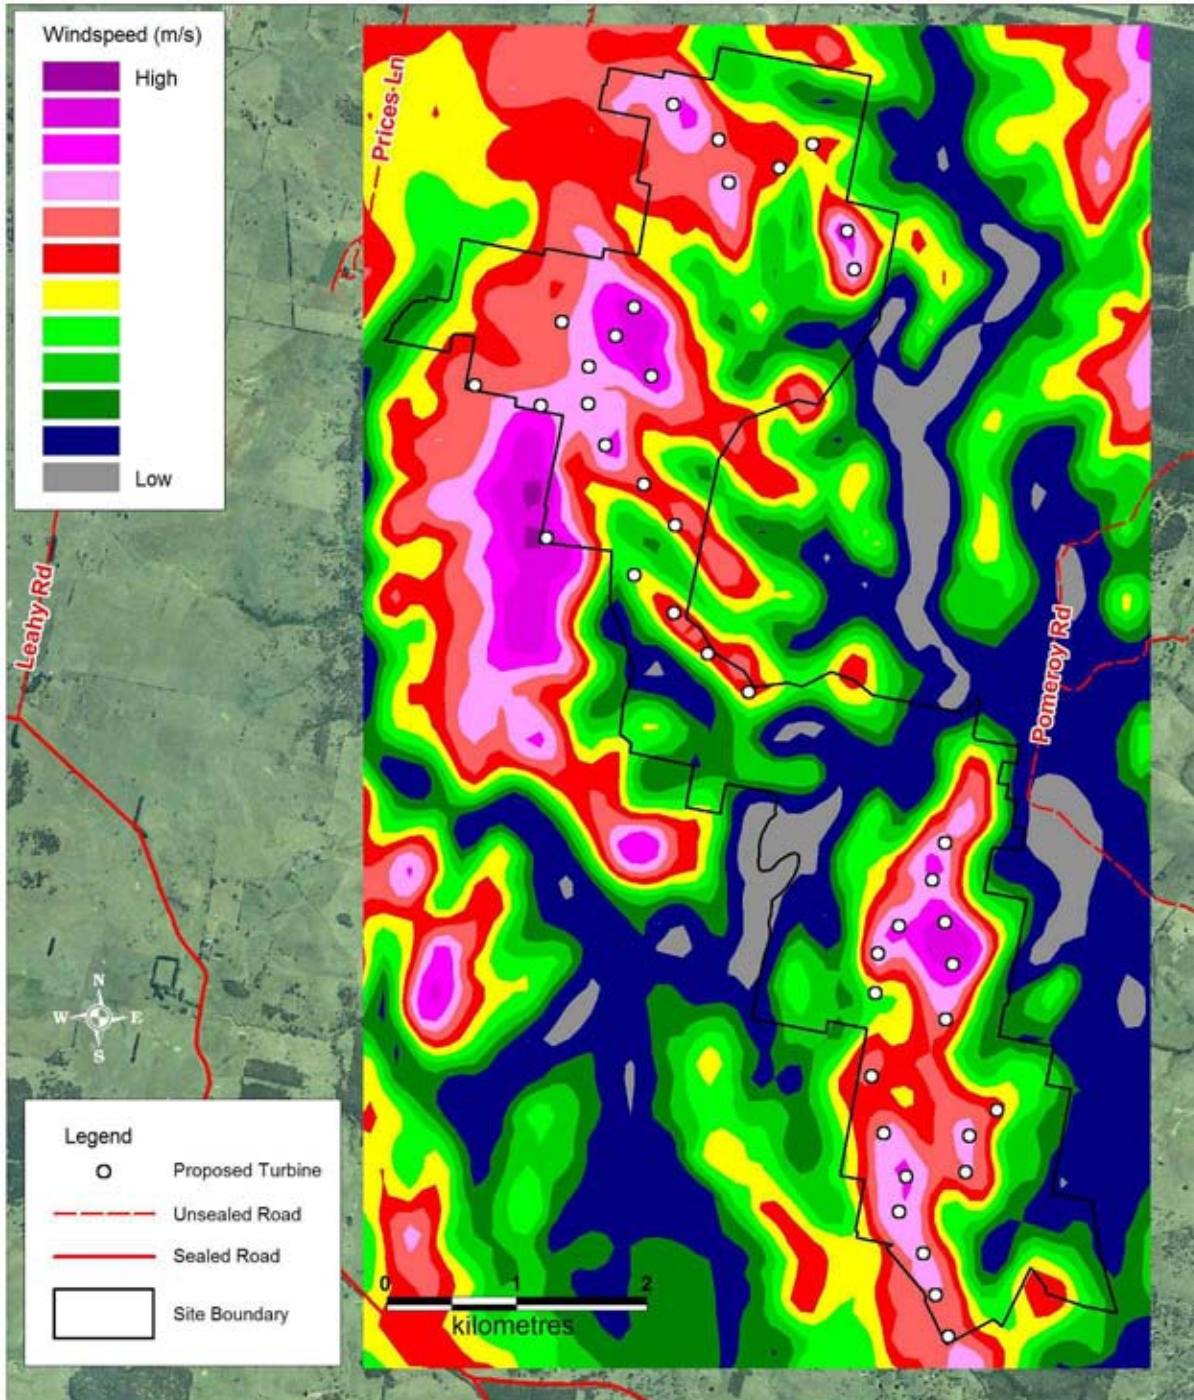 Windspeed (m/s)
High
Low
Prices Ln
Leahy Rd
Pomeroy Rd
N
W E
S
Legend
Proposed Turbine
Unsealed Road
Sealed Road
Site Boundary
0 1 2
kilometres